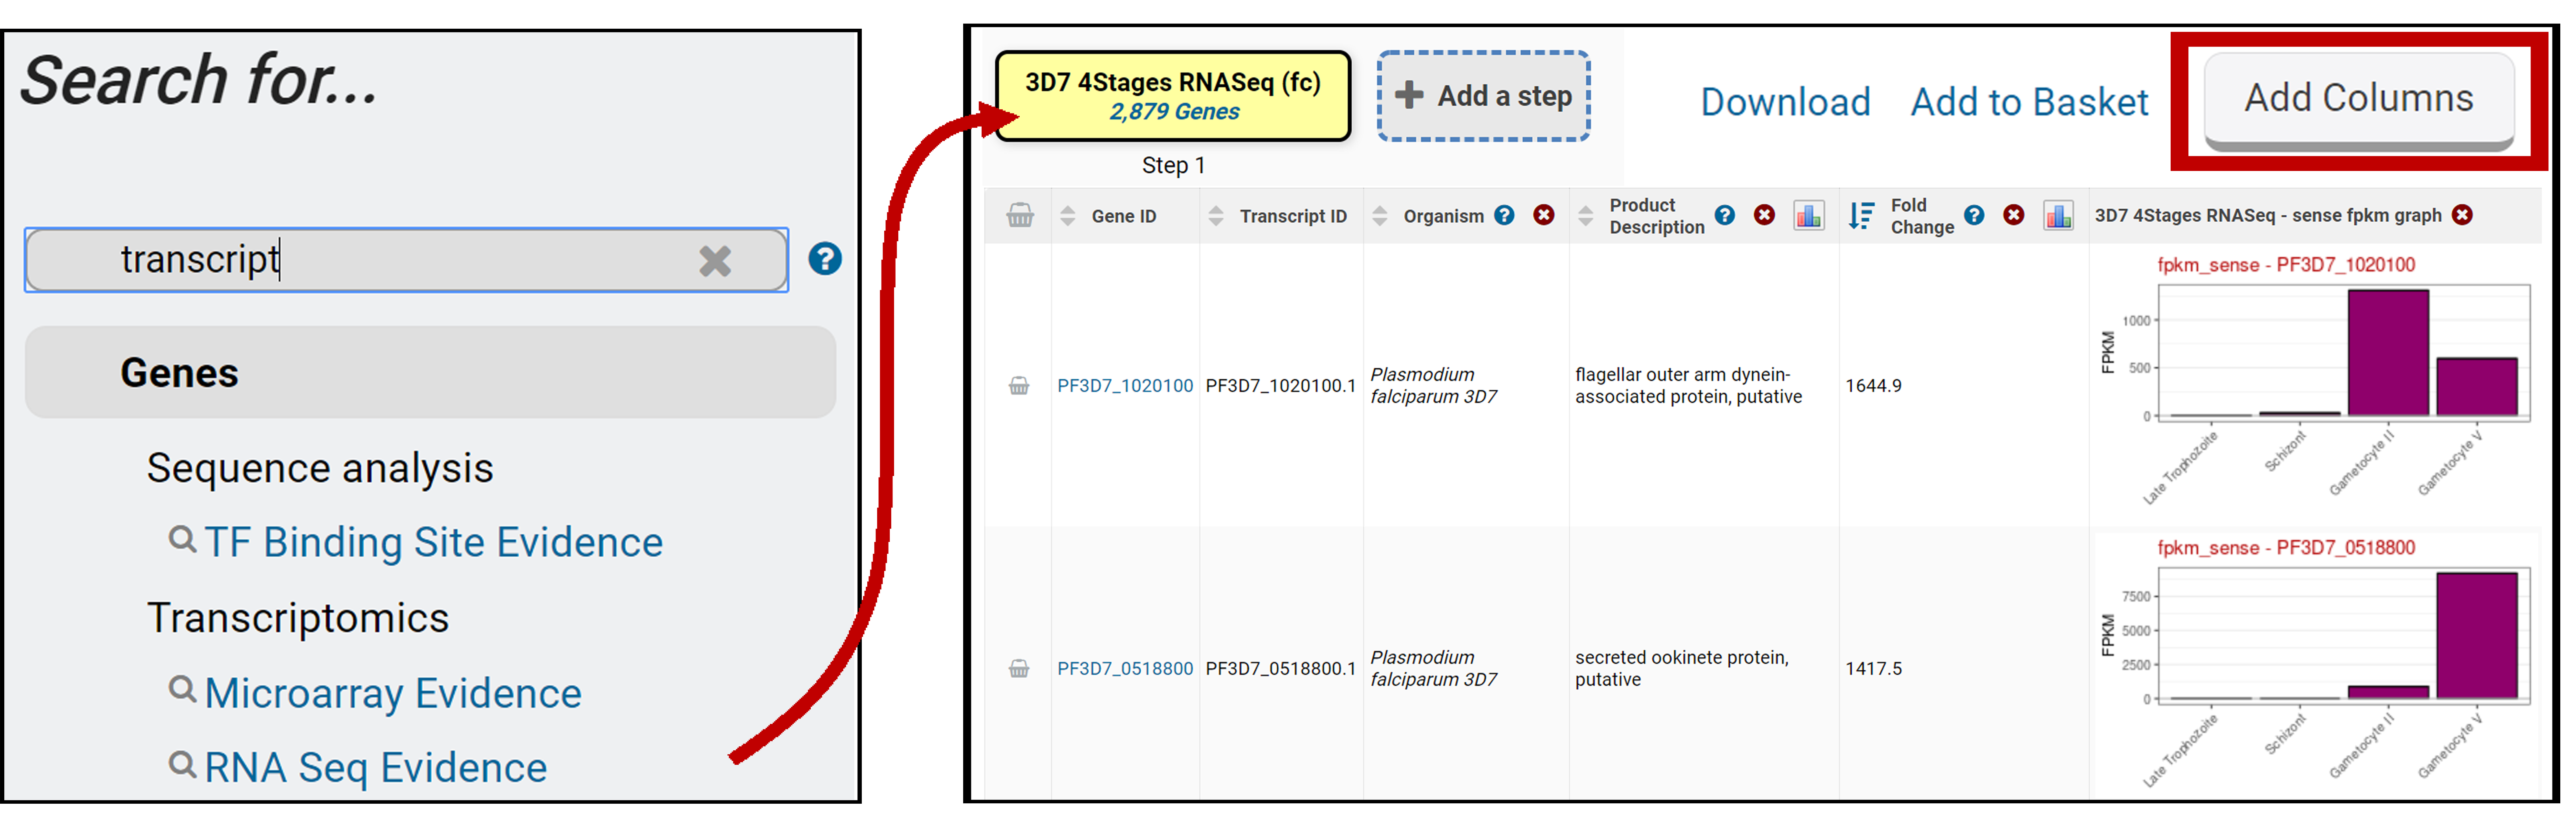 Search for...
transcript
Genes
Sequence analysis
TF Binding Site Evidence
Transcriptomics
Microarray Evidence
RNA Seq Evidence
3D7 4Stages RNASeq (fc)
2,879 Genes
Add a step
Download
Add to Basket
Add Columns
Step 1
Gene ID
Transcript ID
Organism
Product
Description
Fold
Change
3D7 4Stages RNASeq - sense fpkm graph
PF3D7_1020100
PF3D7_1020100.1
Plasmodium
falciparum 3D7
flagellar outer arm dynein-
associated protein, putative
1644.9
fpkm_sense - PF3D7_1020100
FPKM
1000
500
0
Late Trophozoite
Schizont
Gametocyte II
Gametocyte V
PF3D7_0518800
PF3D7_0518800.1
Plasmodium
falciparum 3D7
secreted ookinete protein,
putative
1417.5
fpkm_sense - PF3D7_0518800
FPKM
7500
5000
2500
0
Late Trophozoite
Schizont
Gametocyte II
Gametocyte V